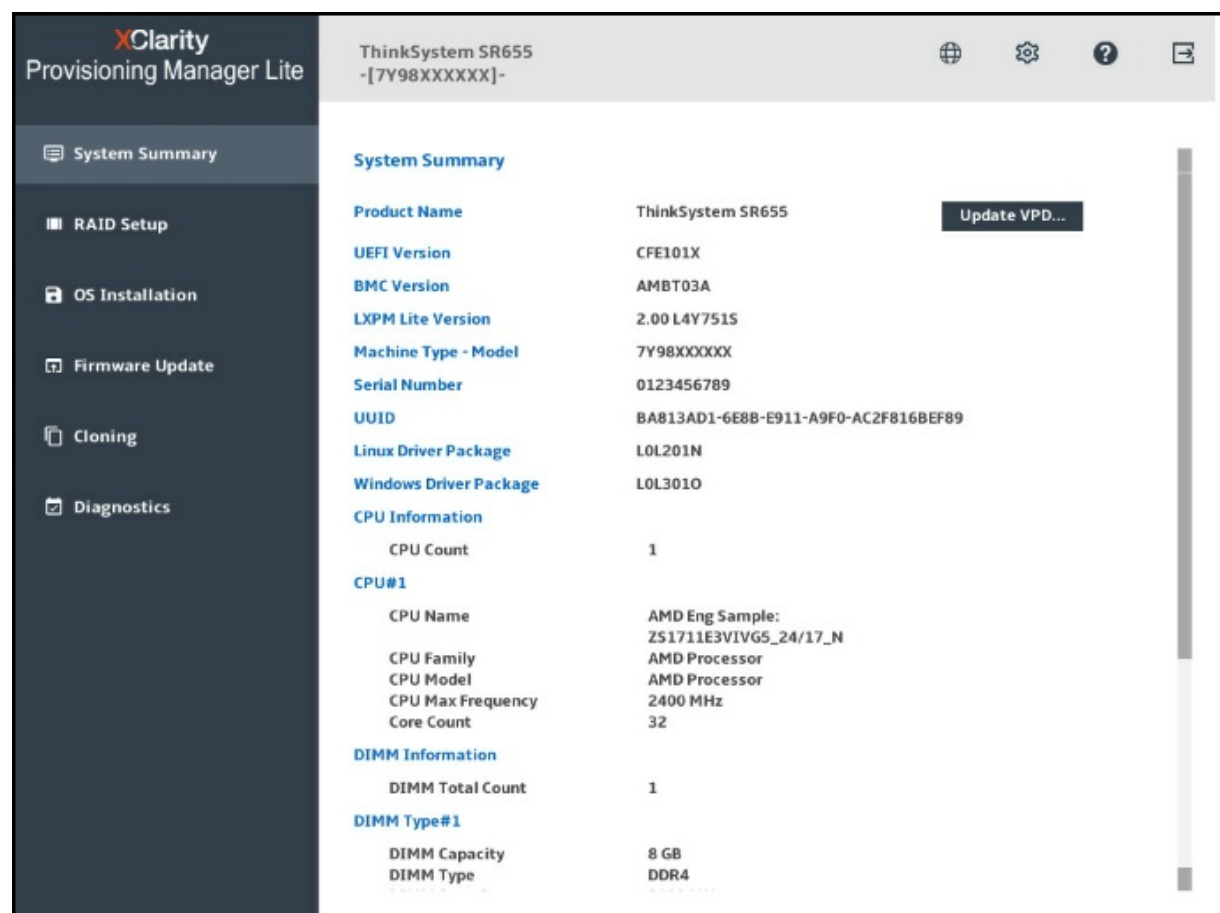 XClarity
Provisioning Manager Lite
ThinkSystem SR655
-[7Y98XXXXXX]-
System Summary
RAID Setup
OS Installation
Firmware Update
Cloning
Diagnostics
System Summary
Product Name ThinkSystem SR655 Update VPD...
UEFI Version CFE101X
BMC Version AMBT03A
LXPM Lite Version 2.00 L4Y751S
Machine Type - Model 7Y98XXXXXX
Serial Number 0123456789
UUID BA813AD1-6E8B-E911-A9F0-AC2F816BEF89
Linux Driver Package L0L201N
Windows Driver Package L0L301O
CPU Information
CPU Count 1
CPU#1
CPU Name AMD Eng Sample:
ZS1711E3VIVG5_24/17_N
CPU Family AMD Processor
CPU Model AMD Processor
CPU Max Frequency 2400 MHz
Core Count 32
DIMM Information
DIMM Total Count 1
DIMM Type#1
DIMM Capacity 8 GB
DIMM Type DDR4